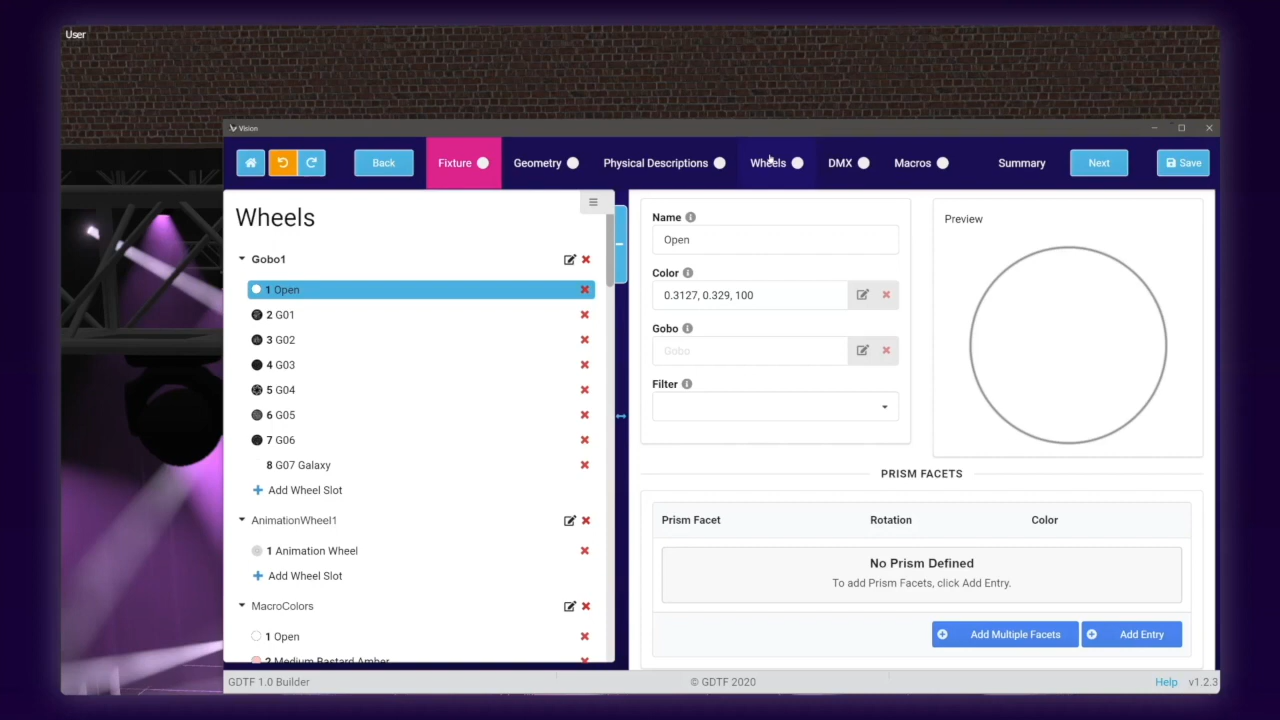 User
Vision
Back
Fixture
Geometry
Physical Descriptions
Wheels
DMX
Macros
Summary
Next
Save
Wheels
Gobo1
1 Open
2 G01
3 G02
4 G03
5 G04
6 G05
7 G06
8 G07 Galaxy
Add Wheel Slot
AnimationWheel1
1 Animation Wheel
Add Wheel Slot
MacroColors
1 Open
2 Medium Bastard Amber
Name
Open
Color
0.3127, 0.329, 100
Gobo
Gobo
Filter
Preview
PRISM FACETS
Prism Facet Rotation Color
No Prism Defined
To add Prism Facets, click Add Entry.
Add Multiple Facets
Add Entry
GDTF 1.0 Builder
© GDTF 2020
Help v1.2.3